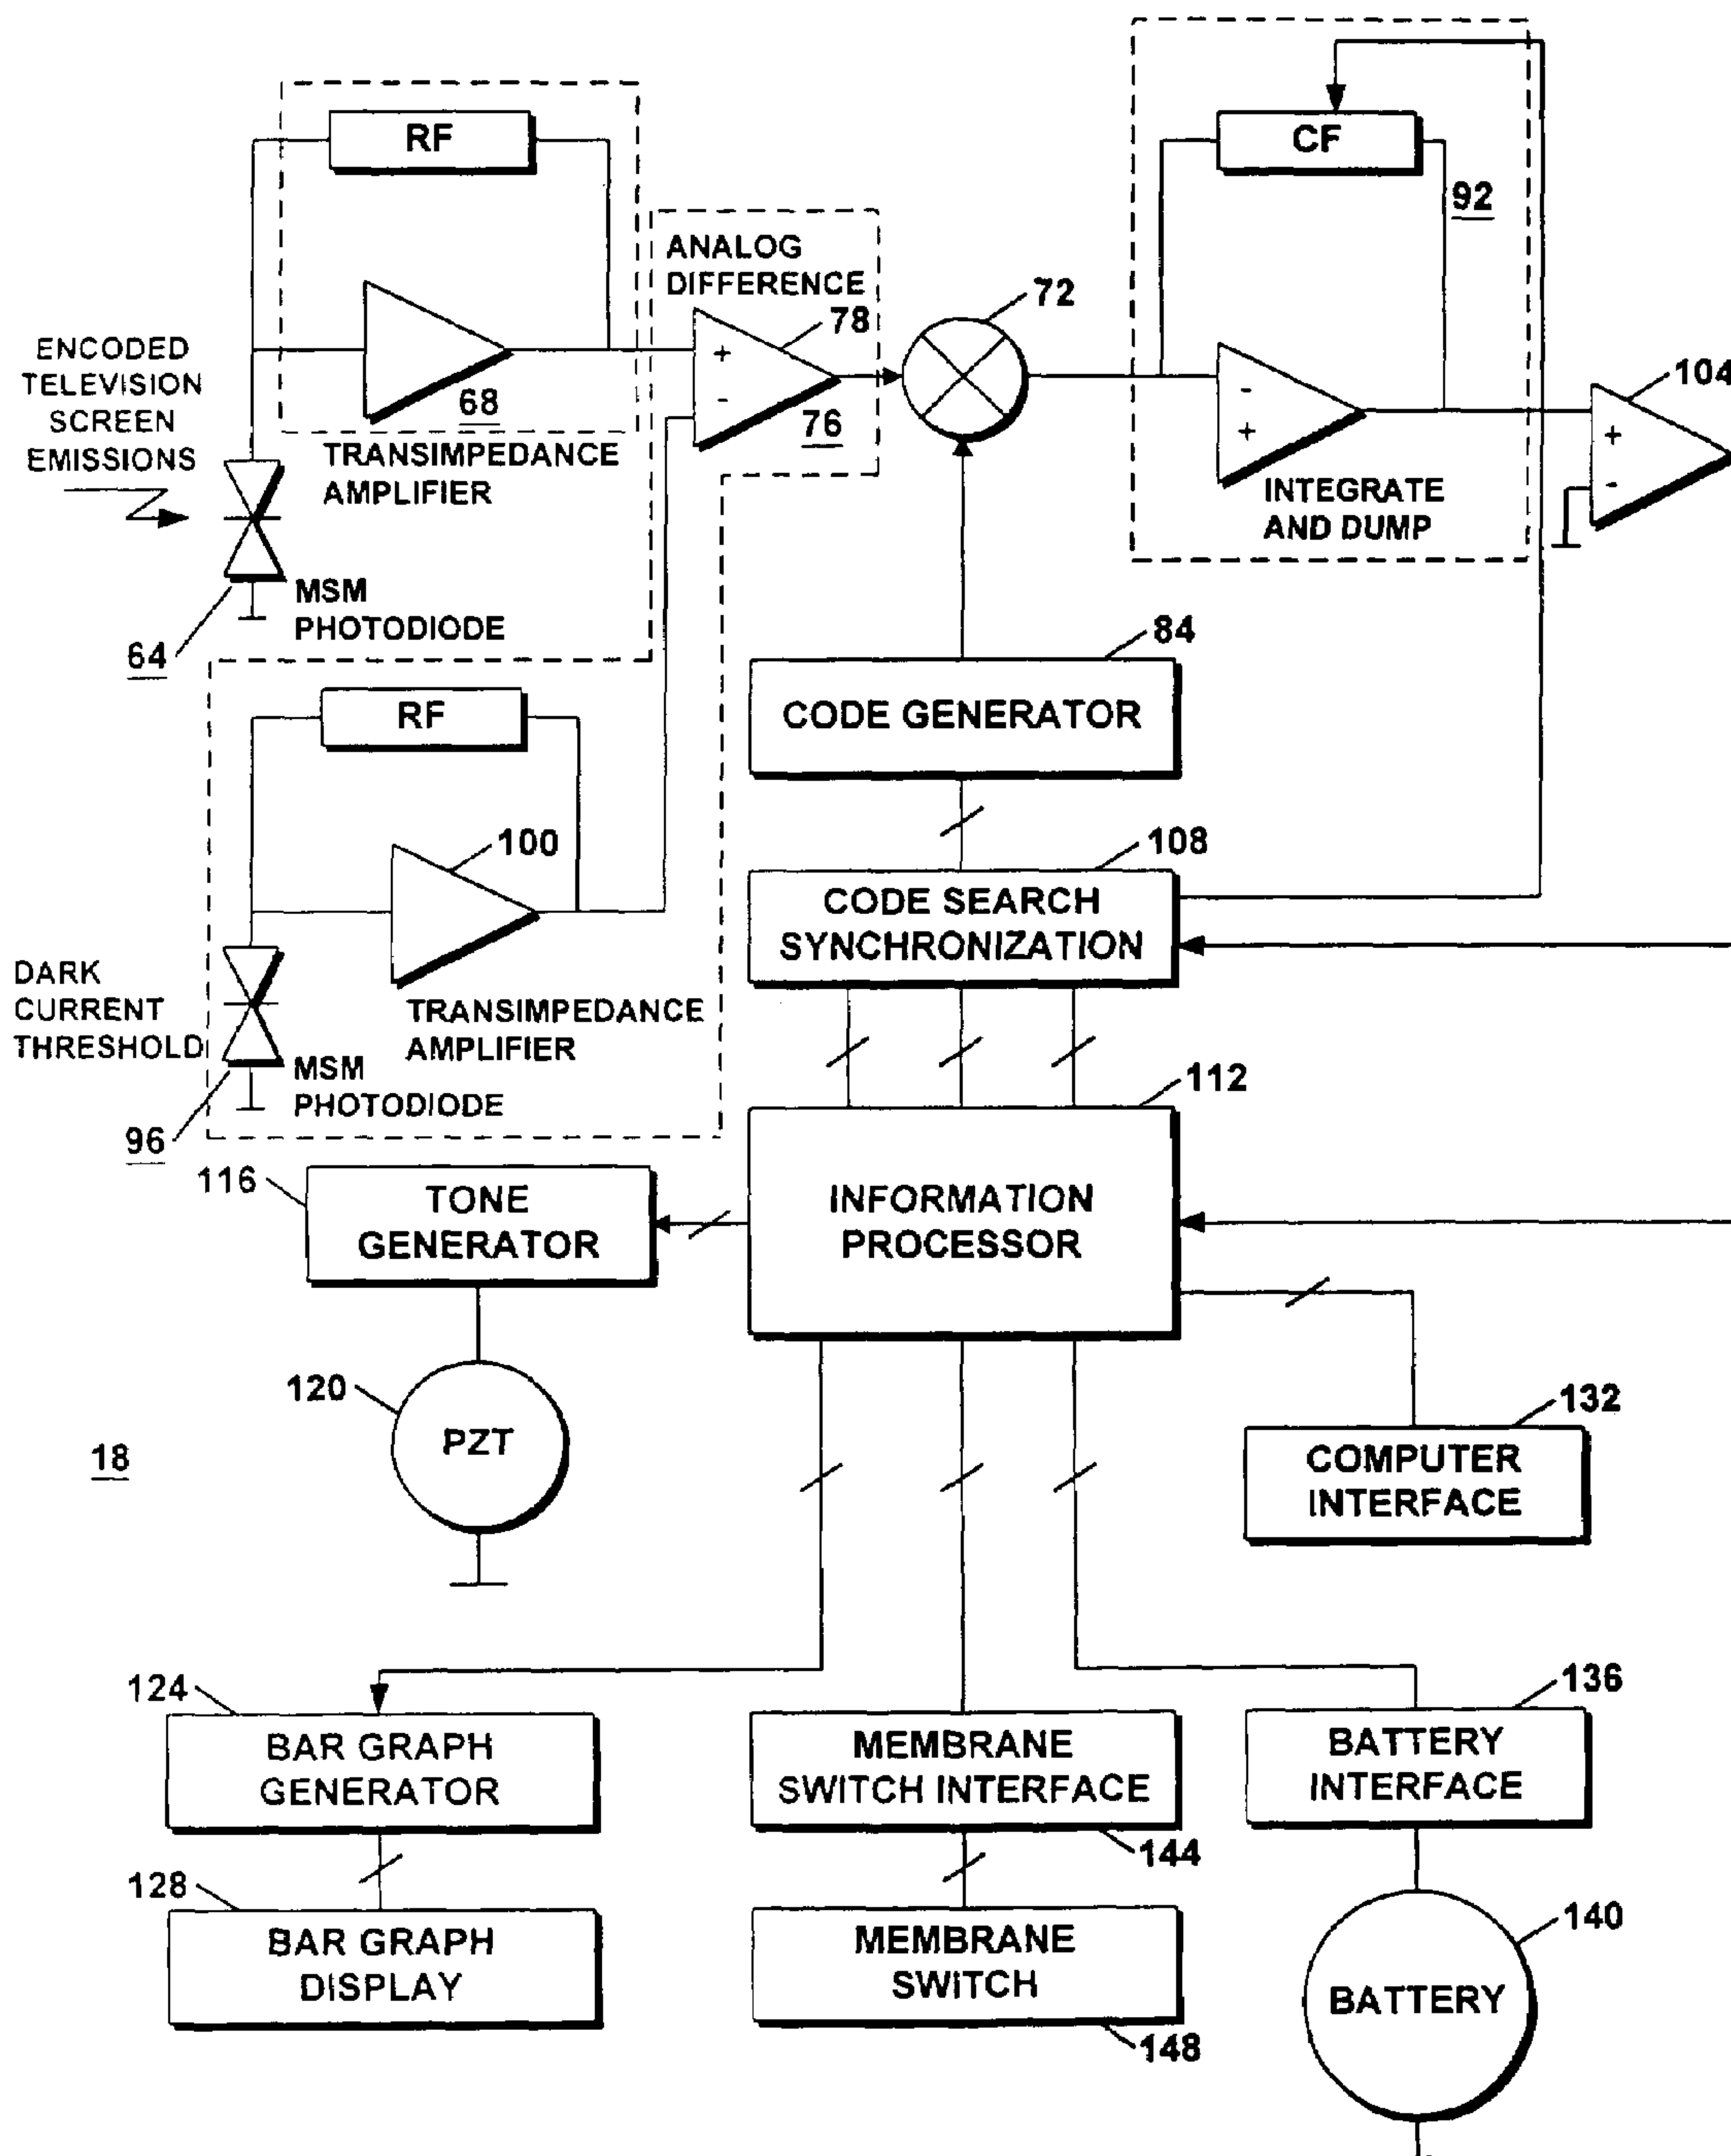 RF
CF
92
ANALOG
DIFFERENCE
78
72
104
ENCODED
TELEVISION
SCREEN
EMISSIONS
68
+
-
76
-
+
+
-
TRANSIMPEDANCE
AMPLIFIER
INTEGRATE
AND DUMP
MSM
PHOTODIODE
64
84
RF
CODE GENERATOR
100
108
CODE SEARCH
SYNCHRONIZATION
DARK
CURRENT
THRESHOLD
TRANSIMPEDANCE
AMPLIFIER
MSM
PHOTODIODE
96
112
116
TONE
GENERATOR
INFORMATION
PROCESSOR
120
PZT
18
132
COMPUTER
INTERFACE
124
BAR GRAPH
GENERATOR
MEMBRANE
SWITCH INTERFACE
144
136
BATTERY
INTERFACE
128
BAR GRAPH
DISPLAY
MEMBRANE
SWITCH
148
140
BATTERY